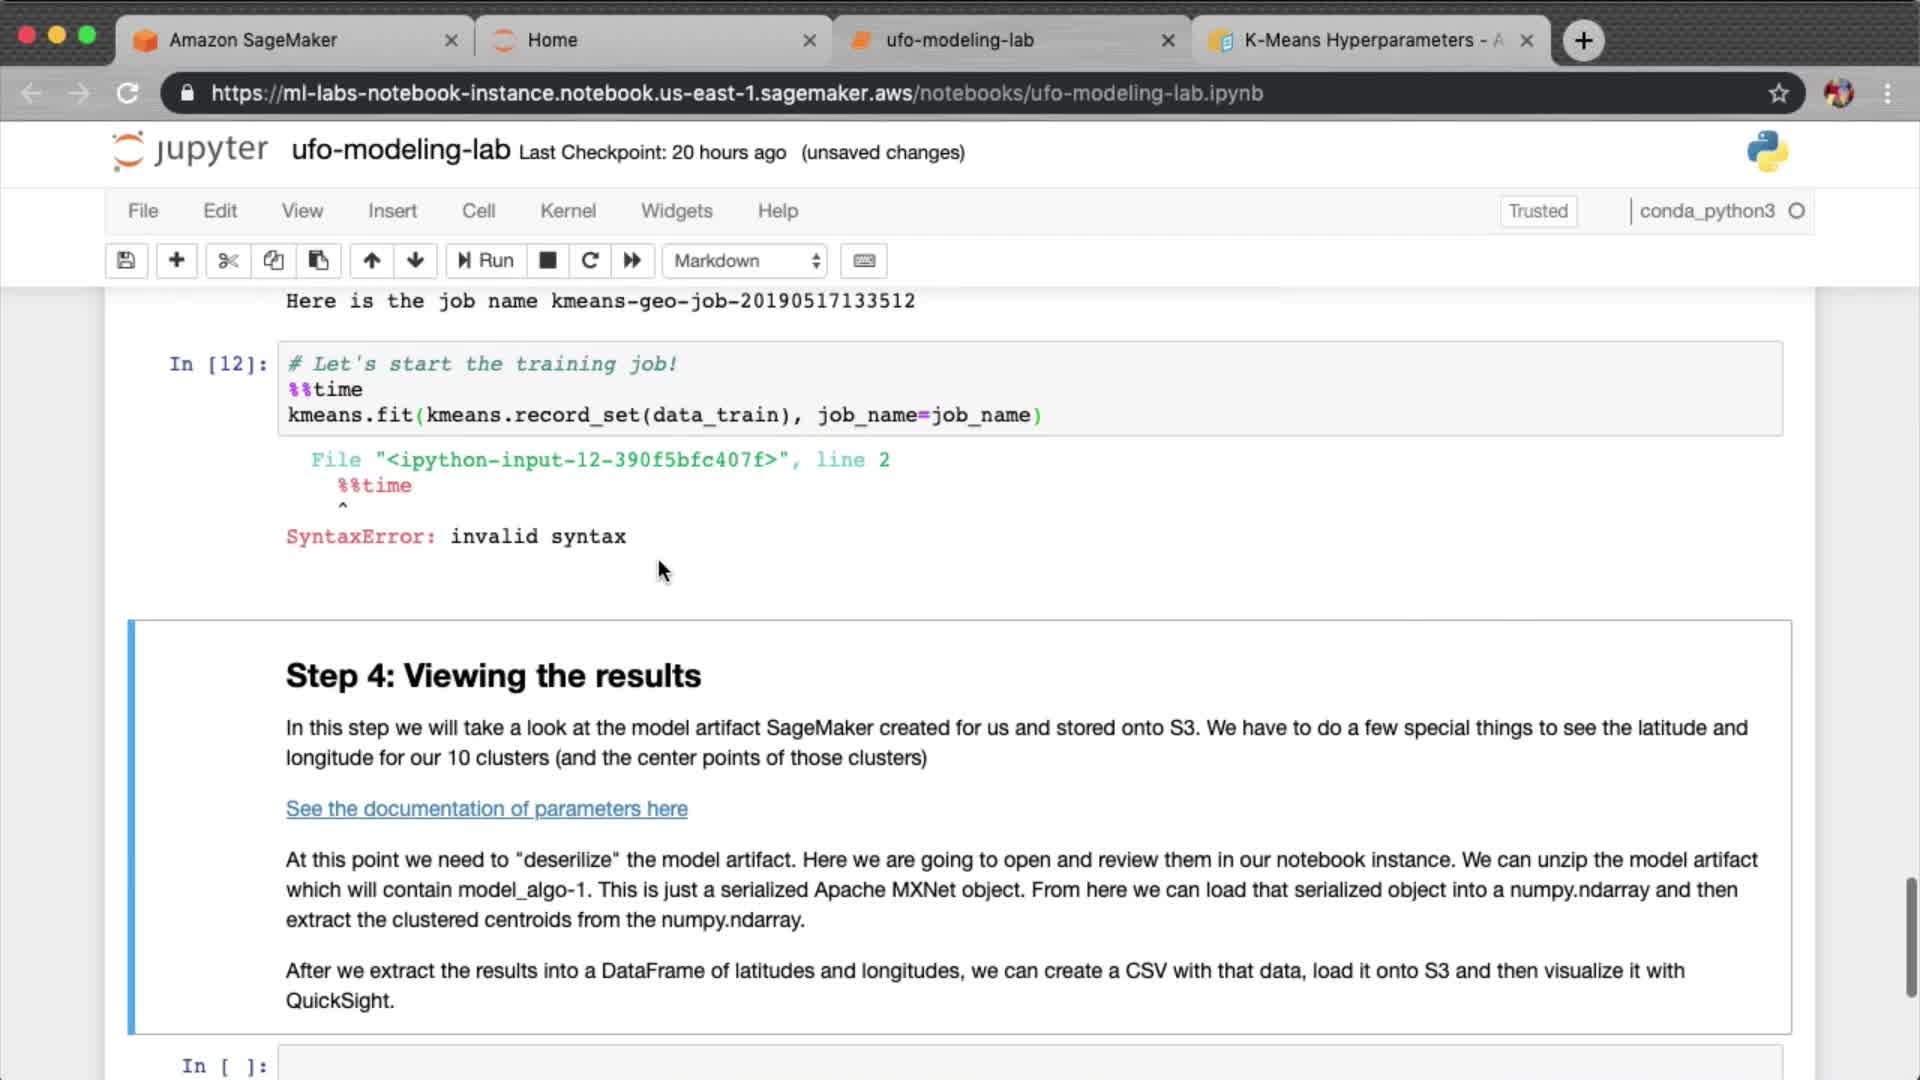 Amazon SageMaker
Home
ufo-modeling-lab
K-Means Hyperparameters - A
https://ml-labs-notebook-instance.notebook.us-east-1.sagemaker.aws/notebooks/ufo-modeling-lab.ipynb
jupyter ufo-modeling-lab Last Checkpoint: 20 hours ago (unsaved changes)
File Edit View Insert Cell Kernel Widgets Help Trusted conda_python3
Run Markdown
Here is the job name kmeans-geo-job-20190517133512
In [12]: # Let's start the training job!
%%time
kmeans.fit(kmeans.record_set(data_train), job_name=job_name)
File "<ipython-input-12-390f5bfc407f>", line 2
%%time
^
SyntaxError: invalid syntax
Step 4: Viewing the results
In this step we will take a look at the model artifact SageMaker created for us and stored onto S3. We have to do a few special things to see the latitude and
longitude for our 10 clusters (and the center points of those clusters)
See the documentation of parameters here
At this point we need to "deserilize" the model artifact. Here we are going to open and review them in our notebook instance. We can unzip the model artifact
which will contain model_algo-1. This is just a serialized Apache MXNet object. From here we can load that serialized object into a numpy.ndarray and then
extract the clustered centroids from the numpy.ndarray.
After we extract the results into a DataFrame of latitudes and longitudes, we can create a CSV with that data, load it onto S3 and then visualize it with
QuickSight.
In [ ]: